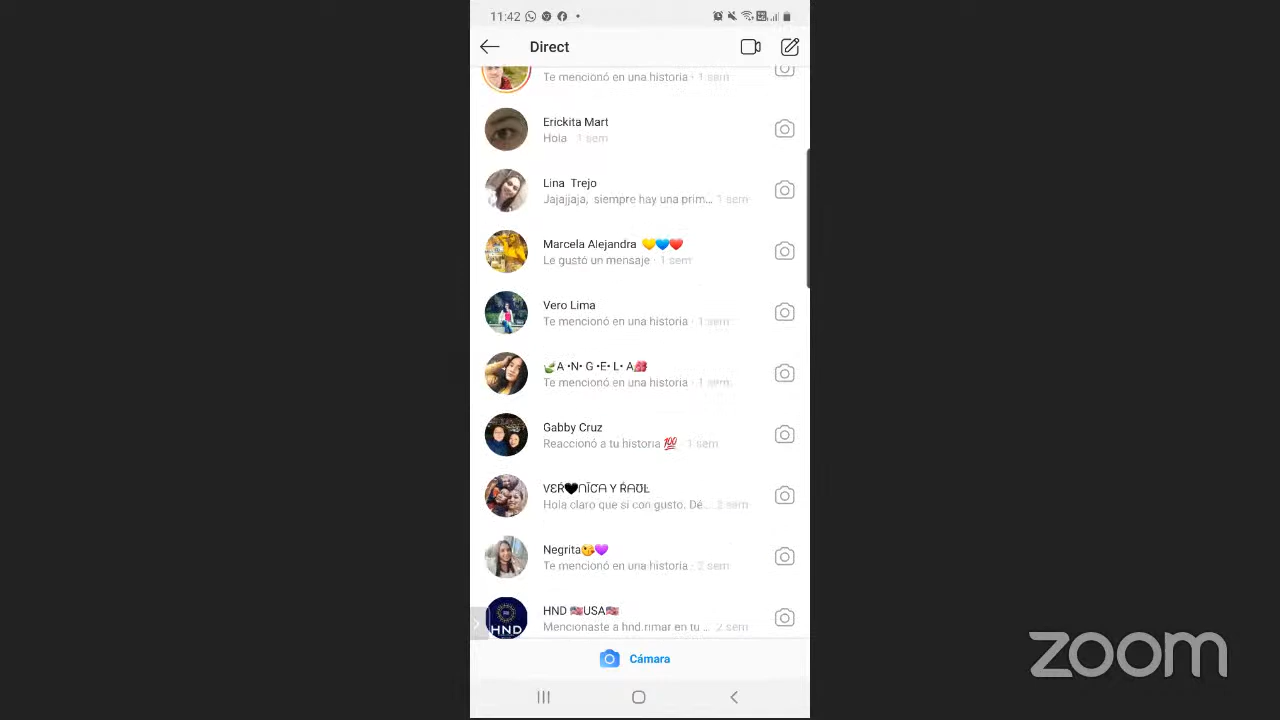 11:42
Direct
Te mencionó en una historia · 1 sem
Erickita Mart
Hola 1 sem
Lina Trejo
Jajajjaja, siempre hay una prim... 1 sem
Marcela Alejandra 💛💙❤️
Le gustó un mensaje · 1 sem
Vero Lima
Te mencionó en una historia · 1 sem
A •N• G •E• L• A🌺
Te mencionó en una historia · 1 sem
Gabby Cruz
Reaccionó a tu historia 💯 1 sem
Y
Hola claro que si con gusto. Dé... 2 sem
Negrita😘💜
Te mencionó en una historia · 2 sem
HND 🇺🇸USA🇺🇸
HND
Mencionaste a hnd.rimar en tu ... 2 sem
Cámara
zoom